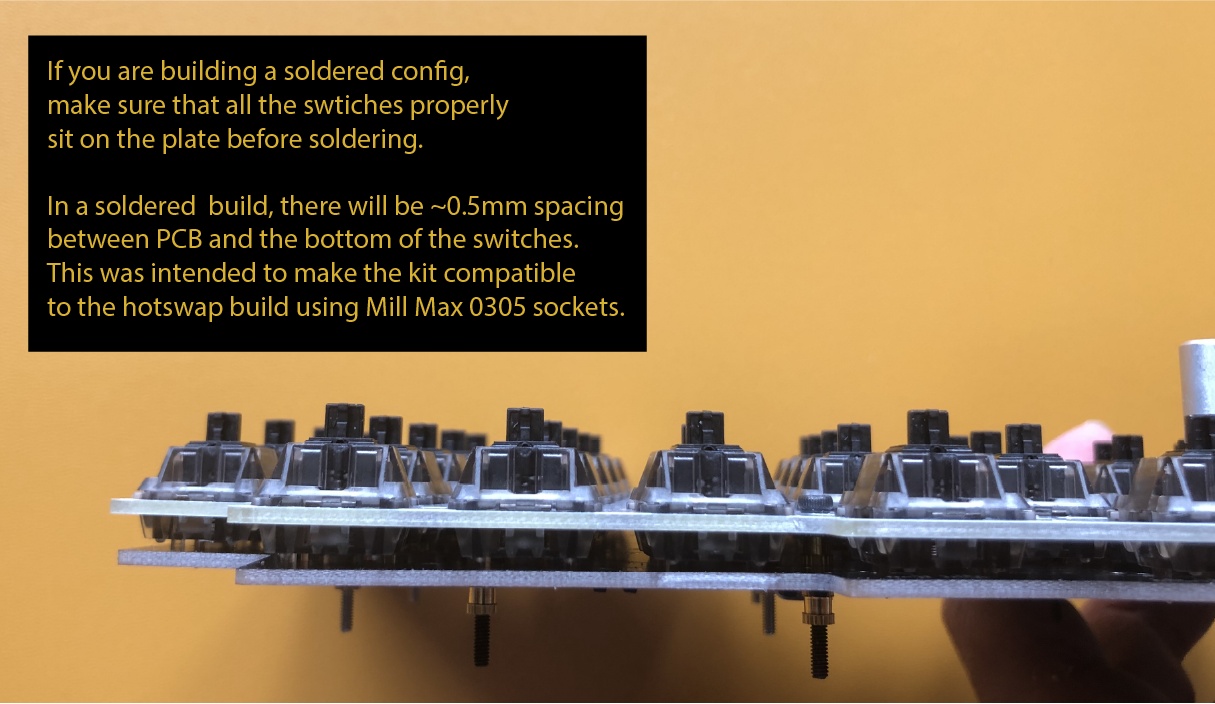 If you are building a soldered config,
make sure that all the swtiches properly
sit on the plate before soldering.
In a soldered  build, there will be ~0.5mm spacing
between PCB and the bottom of the switches.
This was intended to make the kit compatible
to the hotswap build using Mill Max 0305 sockets.